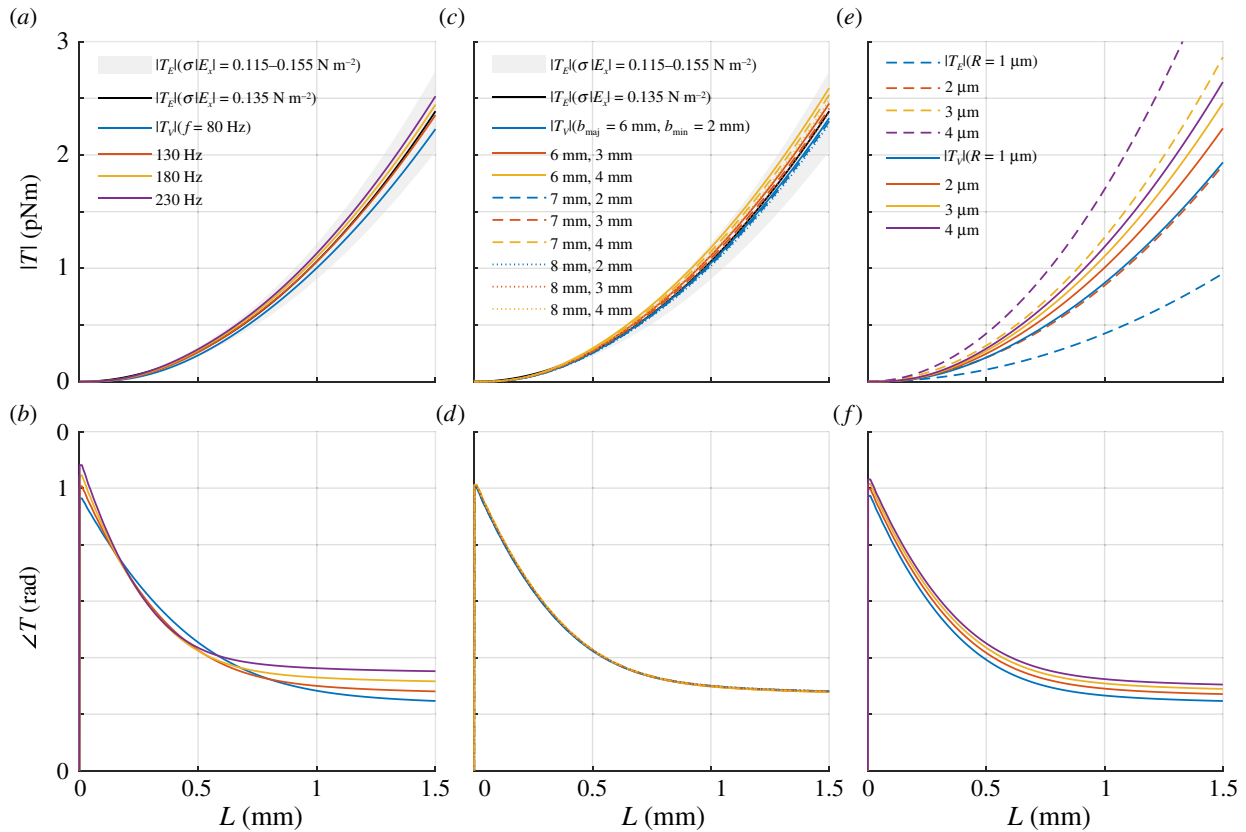 (a)
3
2
1
0
|T| (pNm)
|T_E|(σ|E_x| = 0.115–0.155 N m⁻²)
|T_E|(σ|E_x| = 0.135 N m⁻²)
|T_V|(f = 80 Hz)
130 Hz
180 Hz
230 Hz
(c)
|T_E|(σ|E_x| = 0.115–0.155 N m⁻²)
|T_E|(σ|E_x| = 0.135 N m⁻²)
|T_V|(b_maj = 6 mm, b_min = 2 mm)
6 mm, 3 mm
6 mm, 4 mm
7 mm, 2 mm
7 mm, 3 mm
7 mm, 4 mm
8 mm, 2 mm
8 mm, 3 mm
8 mm, 4 mm
(e)
|T_E|(R = 1 μm)
2 μm
3 μm
4 μm
|T_V|(R = 1 μm)
2 μm
3 μm
4 μm
(b)
0
1
0
∠T (rad)
0 0.5 1 1.5
L (mm)
(d)
0 0.5 1 1.5
L (mm)
(f)
0 0.5 1 1.5
L (mm)